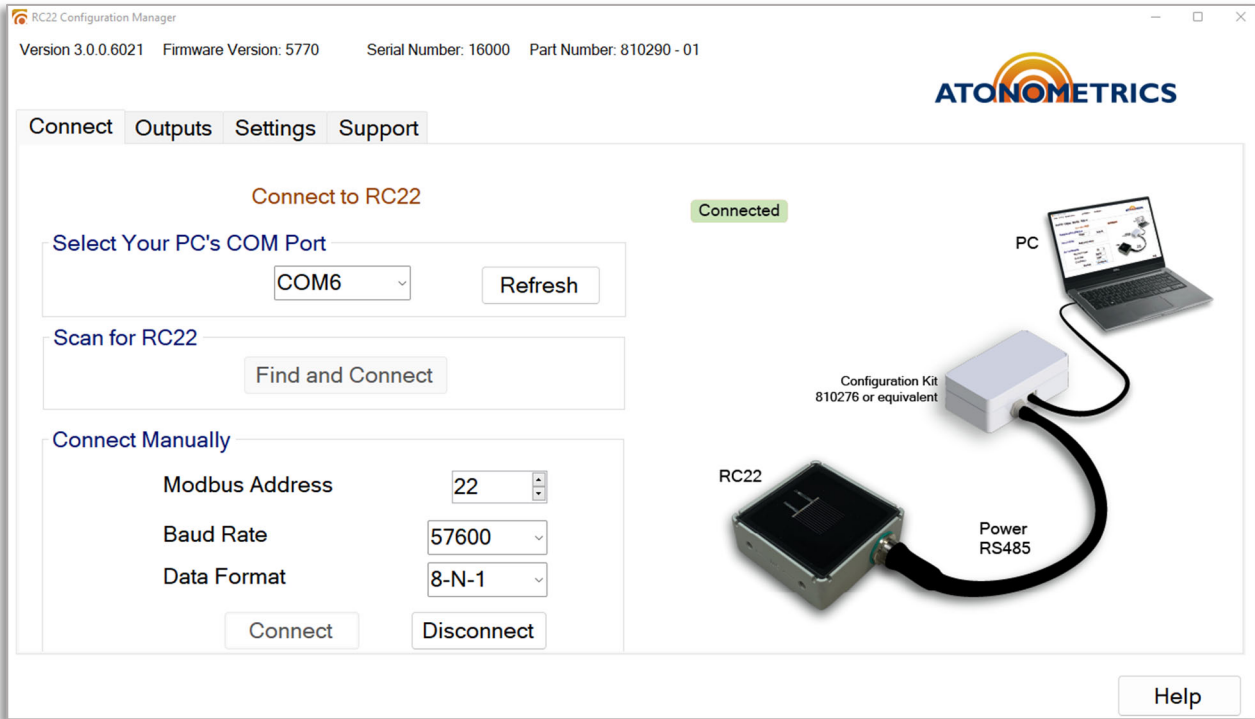 RC22 Configuration Manager
Version 3.0.0.6021 Firmware Version: 5770 Serial Number: 16000 Part Number: 810290 - 01
ATONOMETRICS
Connect Outputs Settings Support
Connect to RC22
Connected
Select Your PC's COM Port
COM6 Refresh
PC
Scan for RC22
Find and Connect
Configuration Kit
810276 or equivalent
Connect Manually
Modbus Address 22
Baud Rate 57600
Data Format 8-N-1
Connect Disconnect
RC22
Power
RS485
Help